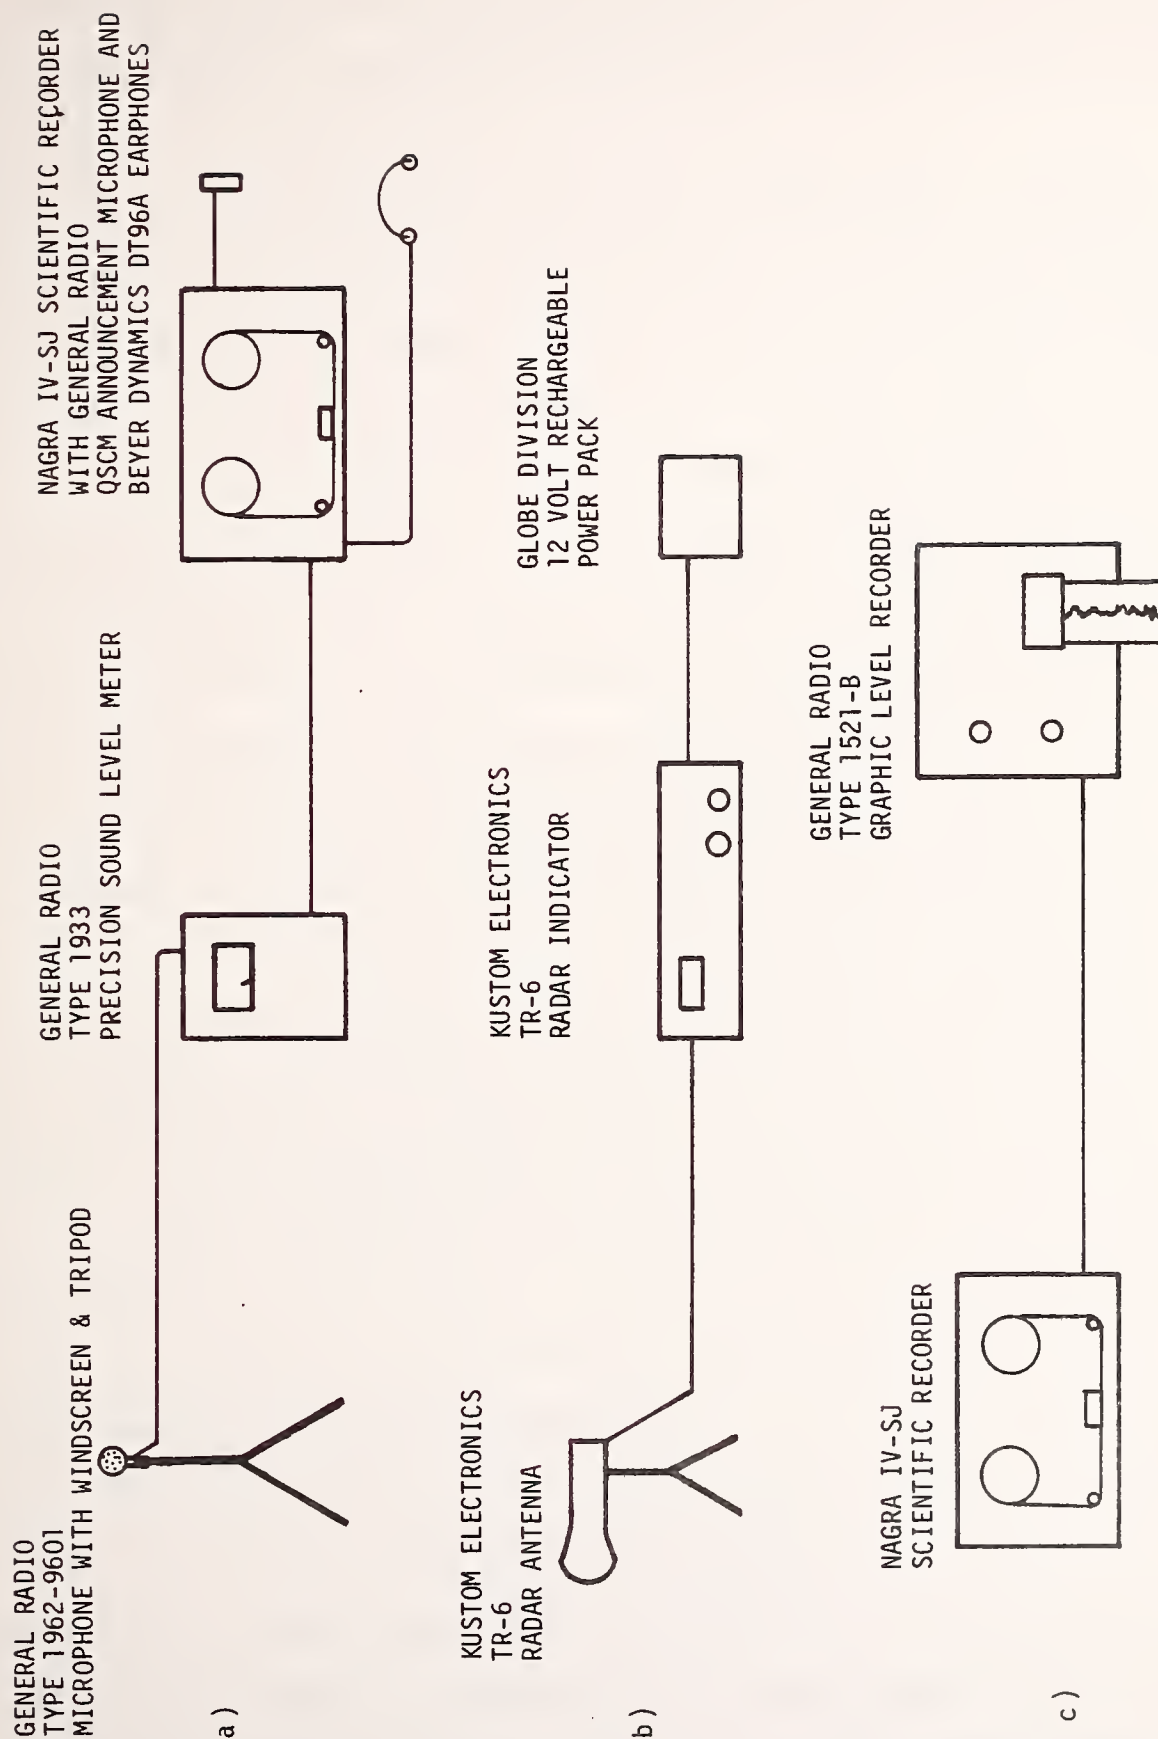 GENERAL RADIO
TYPE 1962-9601
MICROPHONE WITH WINDSCREEN & TRIPOD
GENERAL RADIO
TYPE 1933
PRECISION SOUND LEVEL METER
NAGRA IV-SJ SCIENTIFIC RECORDER
WITH GENERAL RADIO
QSCM ANNOUNCEMENT MICROPHONE AND
BEYER DYNAMICS DT96A EARPHONES
a)
KUSTOM ELECTRONICS
TR-6
RADAR ANTENNA
KUSTOM ELECTRONICS
TR-6
RADAR INDICATOR
GLOBE DIVISION
12 VOLT RECHARGEABLE
POWER PACK
b)
NAGRA IV-SJ
SCIENTIFIC RECORDER
GENERAL RADIO
TYPE 1521-B
GRAPHIC LEVEL RECORDER
c)